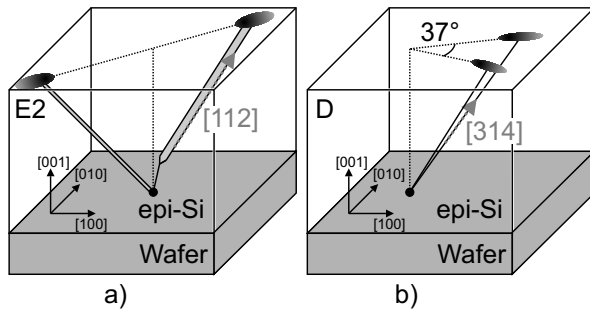 E2
[112]
[001]
[010]
[100]
epi-Si
Wafer
a)
37°
D
[314]
[001]
[010]
[100]
epi-Si
Wafer
b)